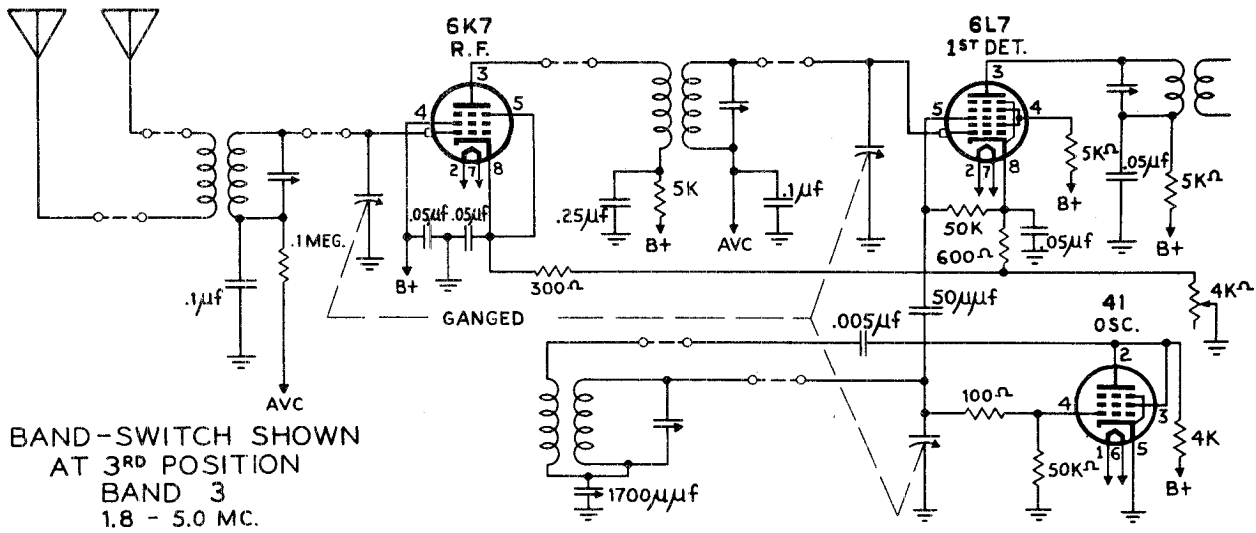 6K7
R.F.
3
4
5
2
7
8
6L7
1ST DET.
3
5
4
2
7
8
.05µf .05µf
.1 MEG.
.1µf
AVC
B+
300Ω
.25µf
5K
B+
AVC
.1µf
50K
600Ω
.05µf
5KΩ
B+
.05µf
5KΩ
B+
4KΩ
GANGED
50µµf
.005µf
41
OSC.
2
4
3
1
6
5
100Ω
50KΩ
4K
B+
1700µµf
BAND-SWITCH SHOWN
AT 3RD POSITION
BAND 3
1.8 - 5.0 MC.